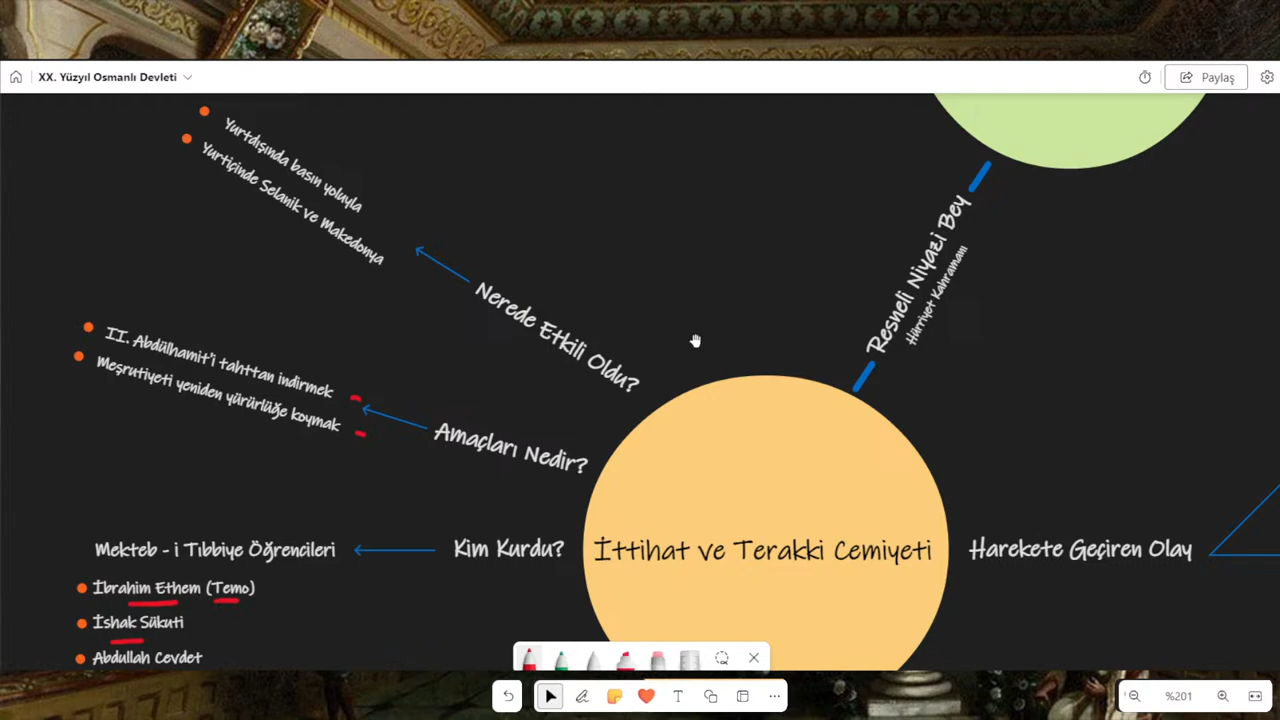 XX. Yüzyıl Osmanlı Devleti
Paylaş
Yurtdışında basın yoluyla
Yurtiçinde Selanik ve Makedonya
Nerede Etkili Oldu?
Resneli Niyazi Bey
Hürriyet Kahramanı
II. Abdülhamit'i tahttan indirmek
Meşrutiyeti yeniden yürürlüğe koymak
Amaçları Nedir?
Mekteb - i Tıbbiye Öğrencileri
Kim Kurdu?
İttihat ve Terakki Cemiyeti
Harekete Geçiren Olay
İbrahim Ethem (Temo)
İshak Sükuti
Abdullah Cevdet
%201